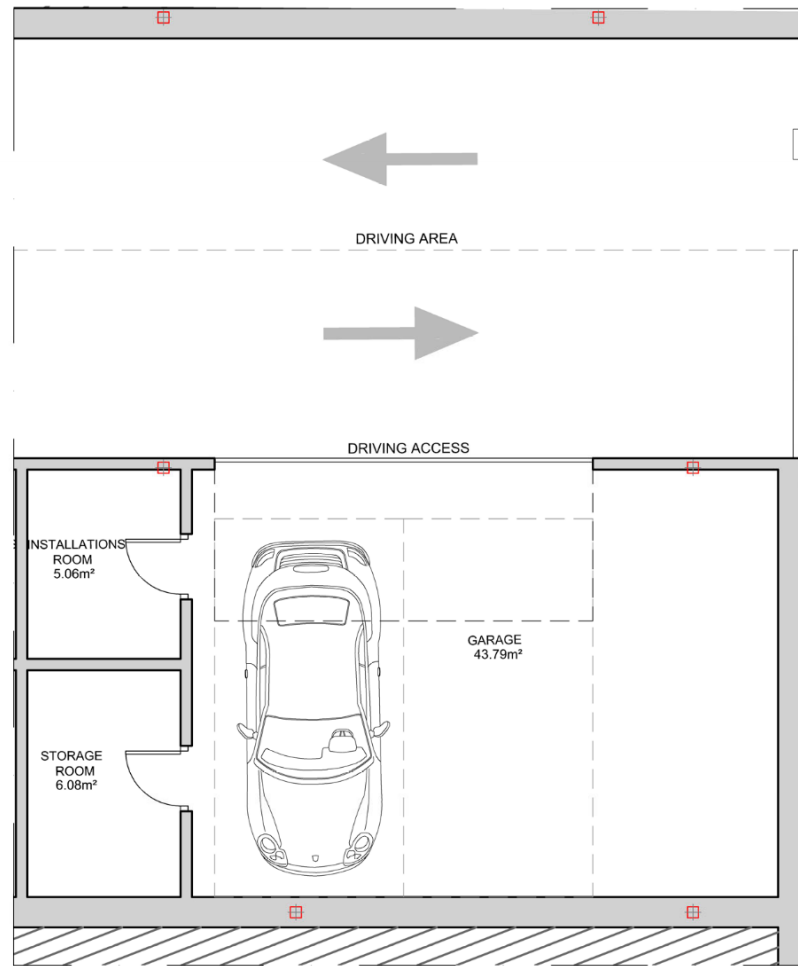 DRIVING AREA
DRIVING ACCESS
INSTALLATIONS
ROOM
5.06m²
GARAGE
43.79m²
STORAGE
ROOM
6.08m²